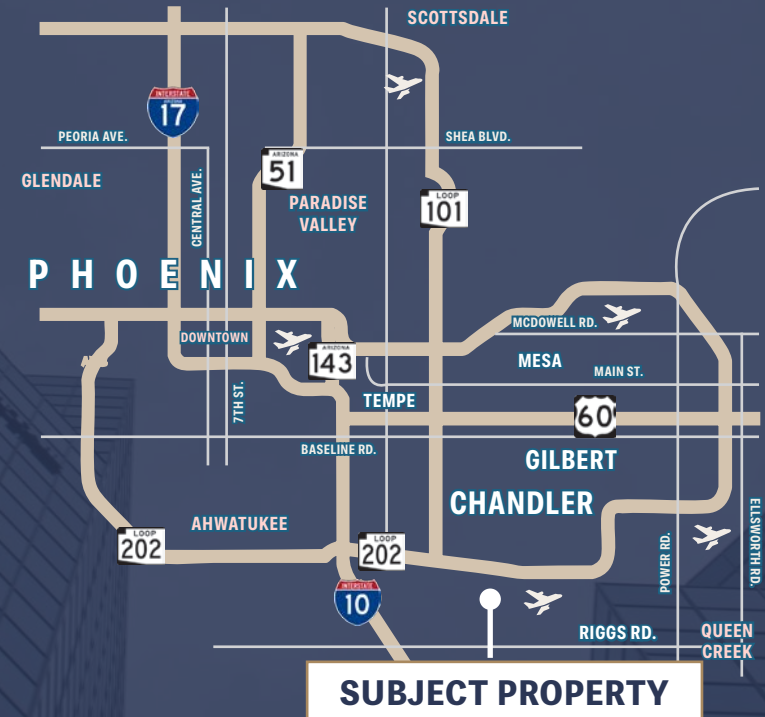 SCOTTSDALE
INTERSTATE
ARIZONA
17
PEORIA AVE.
SHEA BLVD.
ARIZONA
51
GLENDALE
CENTRAL AVE.
PARADISE
VALLEY
LOOP
101
PHOENIX
MCDOWELL RD.
DOWNTOWN
ARIZONA
143
MESA
MAIN ST.
7TH ST.
TEMPE
60
BASELINE RD.
GILBERT
CHANDLER
AHWATUKEE
LOOP
202
LOOP
202
POWER RD.
ELLSWORTH RD.
INTERSTATE
10
RIGGS RD.
QUEEN
CREEK
SUBJECT PROPERTY